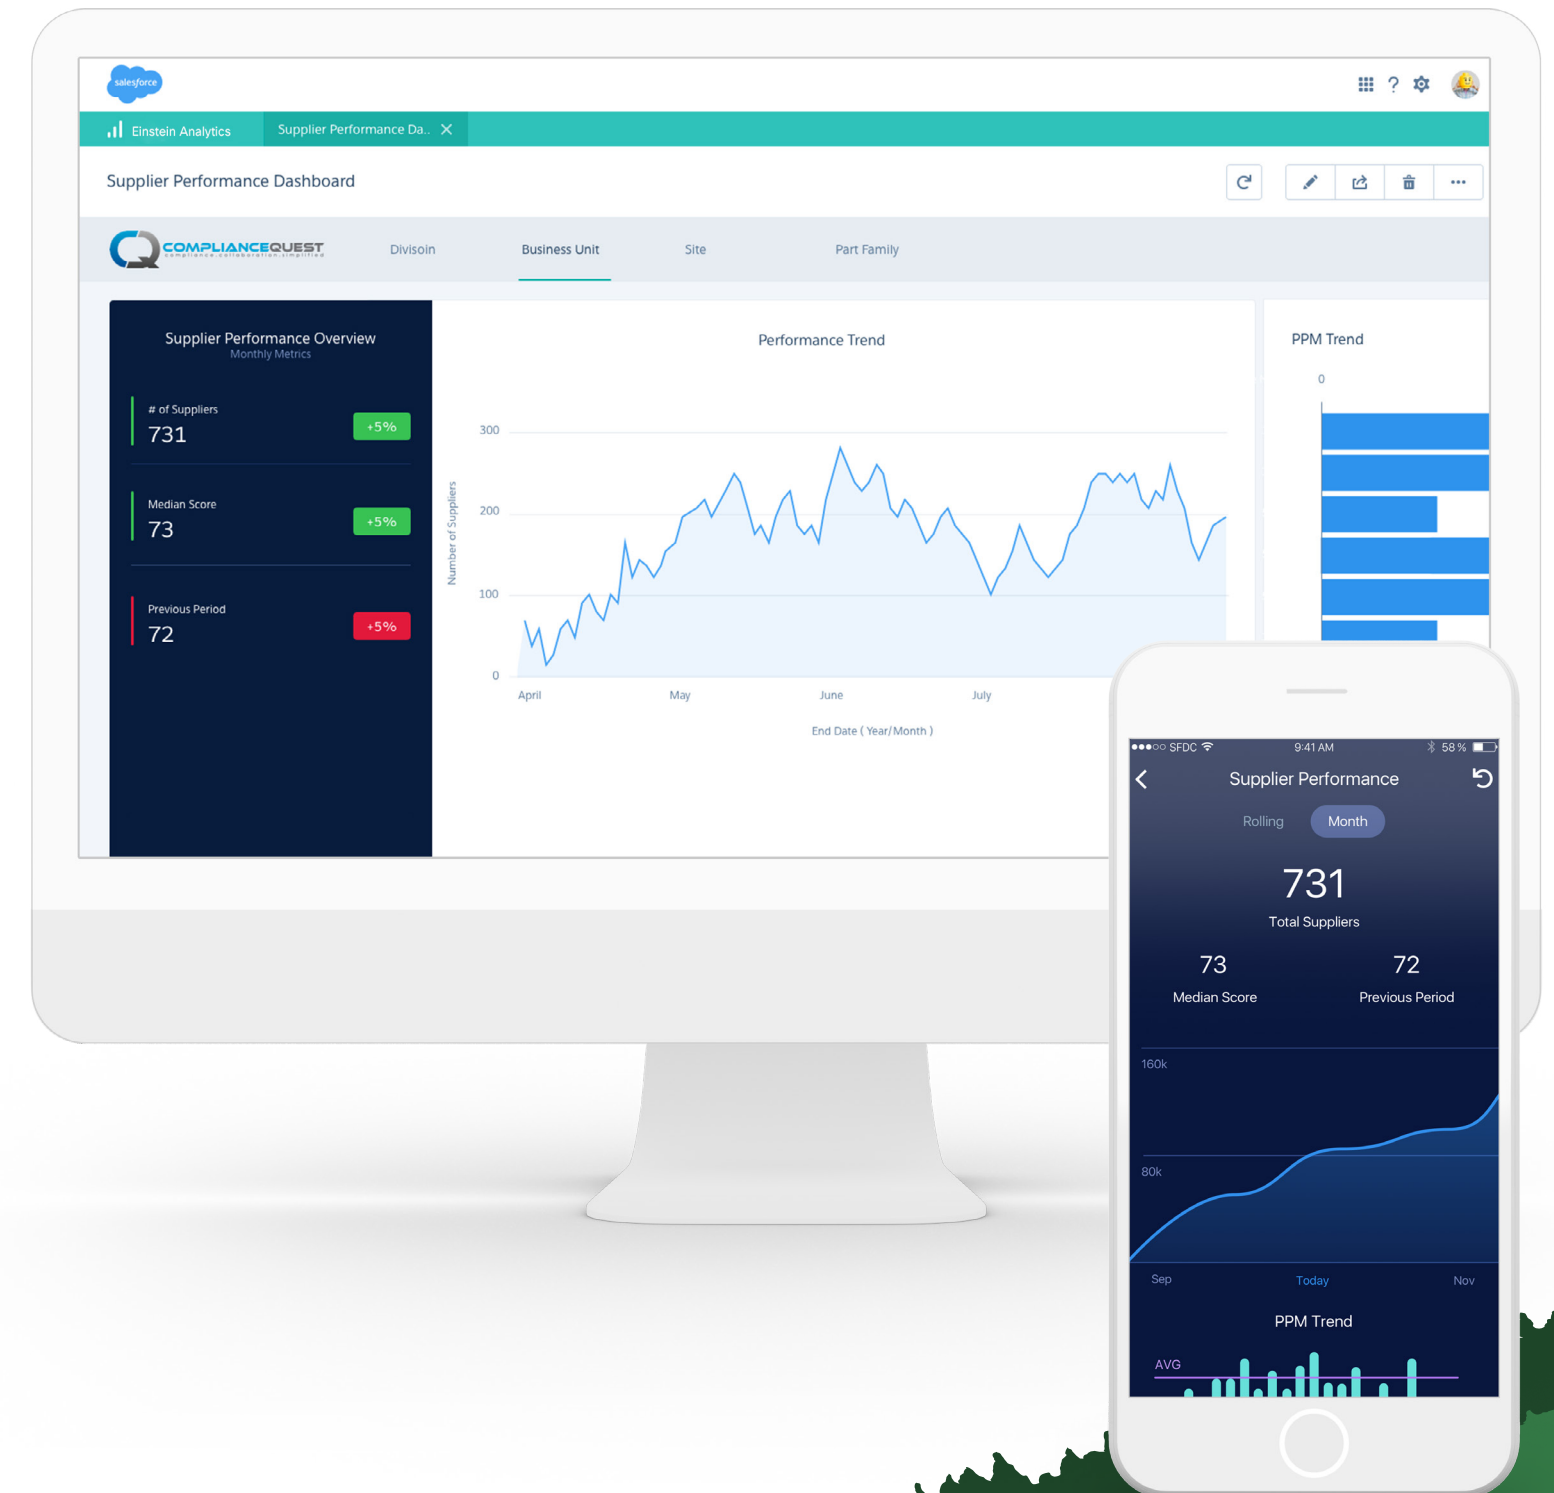 salesforce
?
Einstein Analytics
Supplier Performance Da..
Supplier Performance Dashboard
COMPLIANCEQUEST
compliance.collaboration.simplified
Divisoin
Business Unit
Site
Part Family
Supplier Performance Overview
Monthly Metrics
# of Suppliers
731
+5%
Median Score
73
+5%
Previous Period
72
+5%
Performance Trend
Number of Suppliers
300
200
100
0
April
May
June
July
End Date ( Year/Month )
PPM Trend
0
SFDC
9:41 AM
58 %
Supplier Performance
Rolling
Month
731
Total Suppliers
73
Median Score
72
Previous Period
160k
80k
Sep
Today
Nov
PPM Trend
AVG